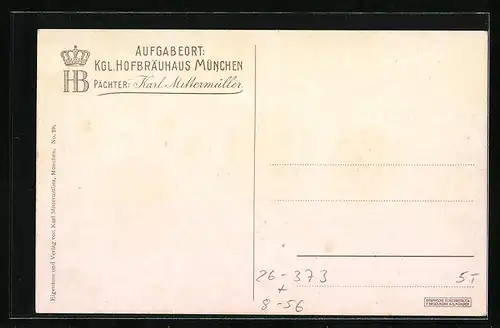 AUFGABEORT:
KGL. HOFBRÄUHAUS MÜNCHEN
HB PÄCHTER: Karl Mittermüller
Eigentum und Verlag von Karl Mittermüller, München. No. 29.
26-373 5T
+
8-56